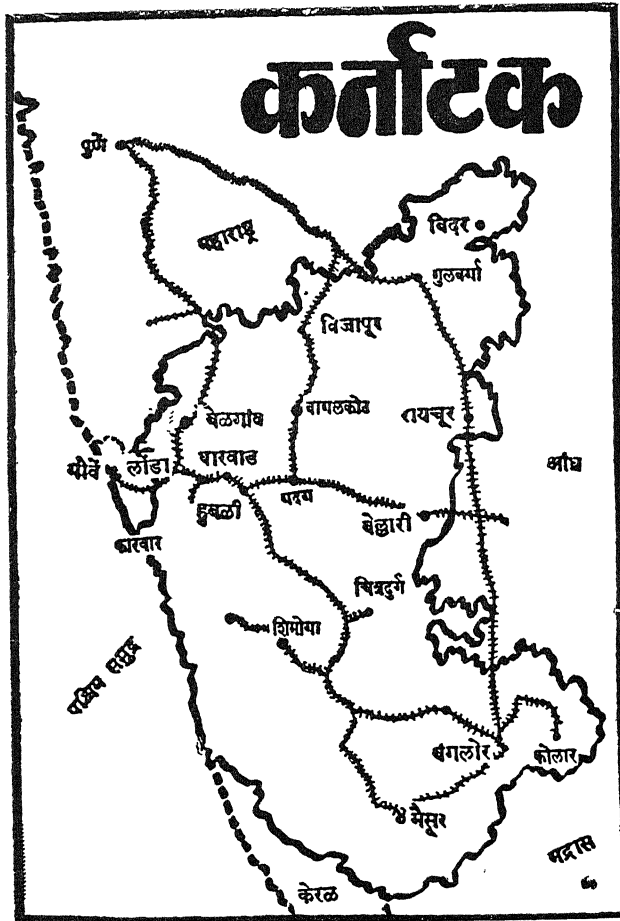 कर्नाटक
पुणें
महाराष्ट्र
विदर
गुलबर्गा
विजापूर
बेळगांव
बागलकोट
रायचूर
गोवें
लोंडा
धारवाड
आंध्र
हुबळी
गदग
बेल्लारी
कारवार
चित्रदुर्ग
शिमोगा
पश्चिम समुद्र
बंगलोर
कोलार
मैसूर
मद्रास
केरळ